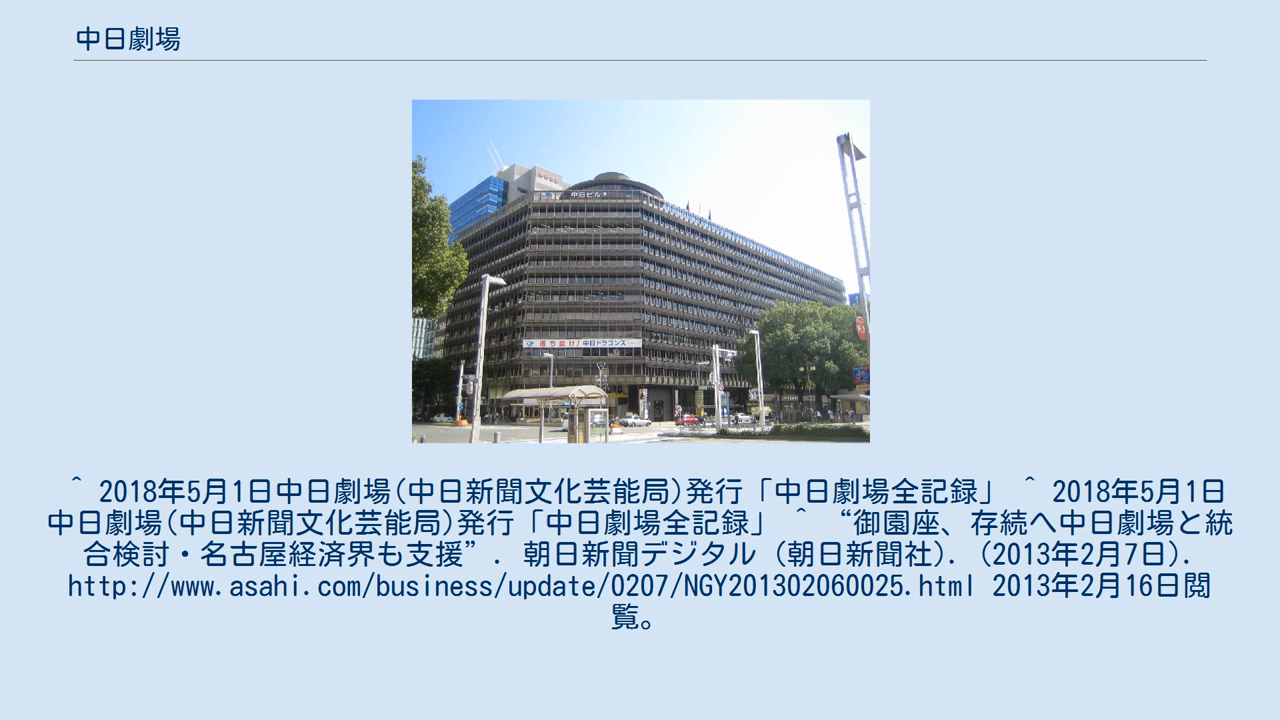 中日劇場
中日ビル
中日ドラゴンズ
^ 2018年5月1日中日劇場(中日新聞文化芸能局)発行「中日劇場全記録」 ^ 2018年5月1日
中日劇場(中日新聞文化芸能局)発行「中日劇場全記録」 ^ “御園座、存続へ中日劇場と統
合検討・名古屋経済界も支援”. 朝日新聞デジタル (朝日新聞社). (2013年2月7日).
http://www.asahi.com/business/update/0207/NGY201302060025.html 2013年2月16日閲
覧。